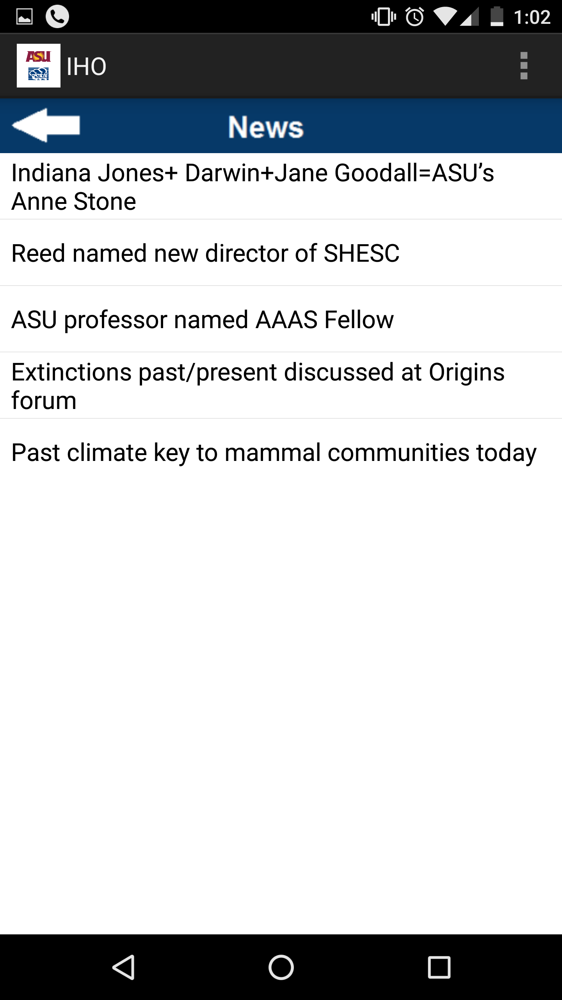 1:02
ASU
IHO
News
Indiana Jones+ Darwin+Jane Goodall=ASU’s
Anne Stone
Reed named new director of SHESC
ASU professor named AAAS Fellow
Extinctions past/present discussed at Origins
forum
Past climate key to mammal communities today